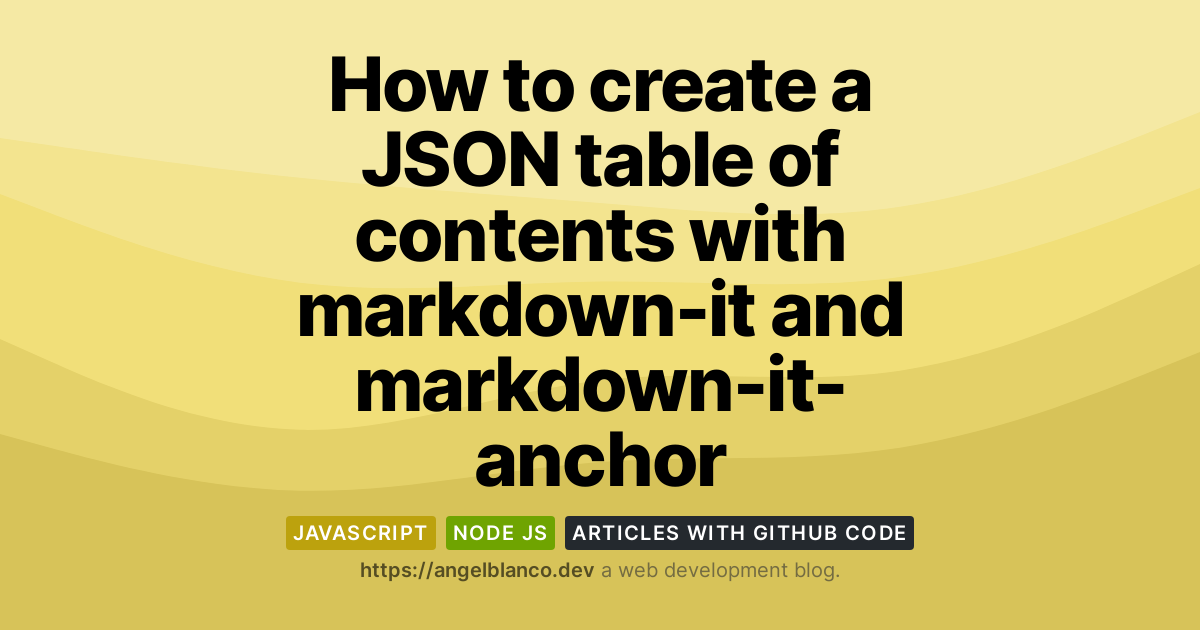 How to create a
JSON table of
contents with
markdown-it and
markdown-it-
anchor
JAVASCRIPT NODE JS ARTICLES WITH GITHUB CODE
https://angelblanco.dev a web development blog.